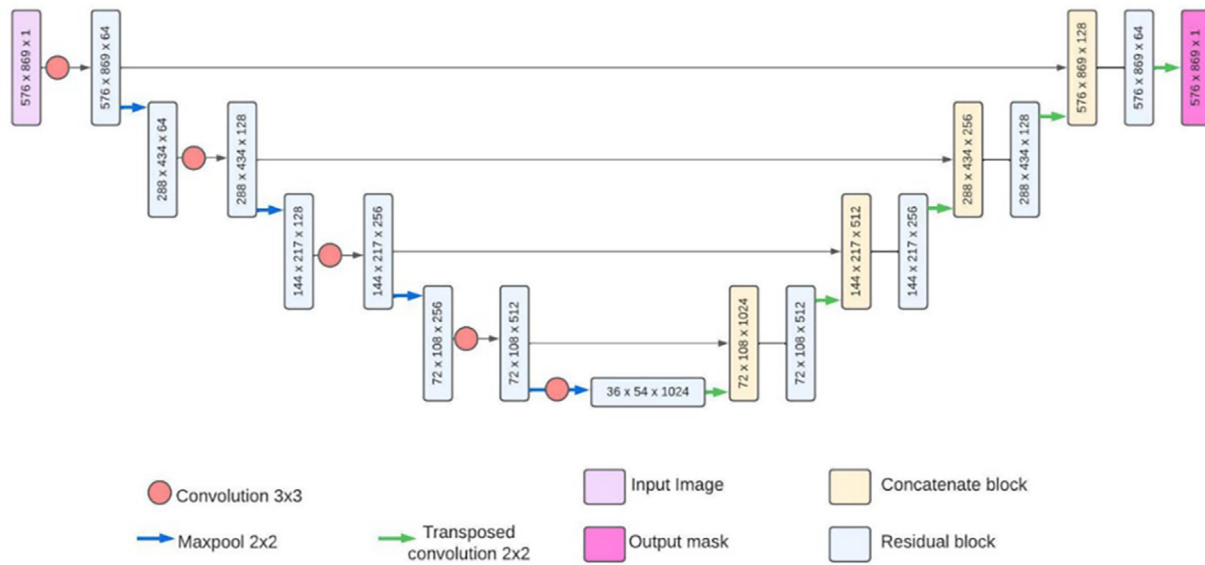 576 x 869 x 1
576 x 869 x 64
576 x 869 x 128
576 x 869 x 64
576 x 869 x 1
288 x 434 x 64
288 x 434 x 128
288 x 434 x 256
288 x 434 x 128
144 x 217 x 128
144 x 217 x 256
144 x 217 x 512
144 x 217 x 256
72 x 108 x 256
72 x 108 x 512
72 x 108 x 1024
72 x 108 x 512
36 x 54 x 1024
Convolution 3x3
Input Image
Concatenate block
Maxpool 2x2
Transposed
convolution 2x2
Output mask
Residual block